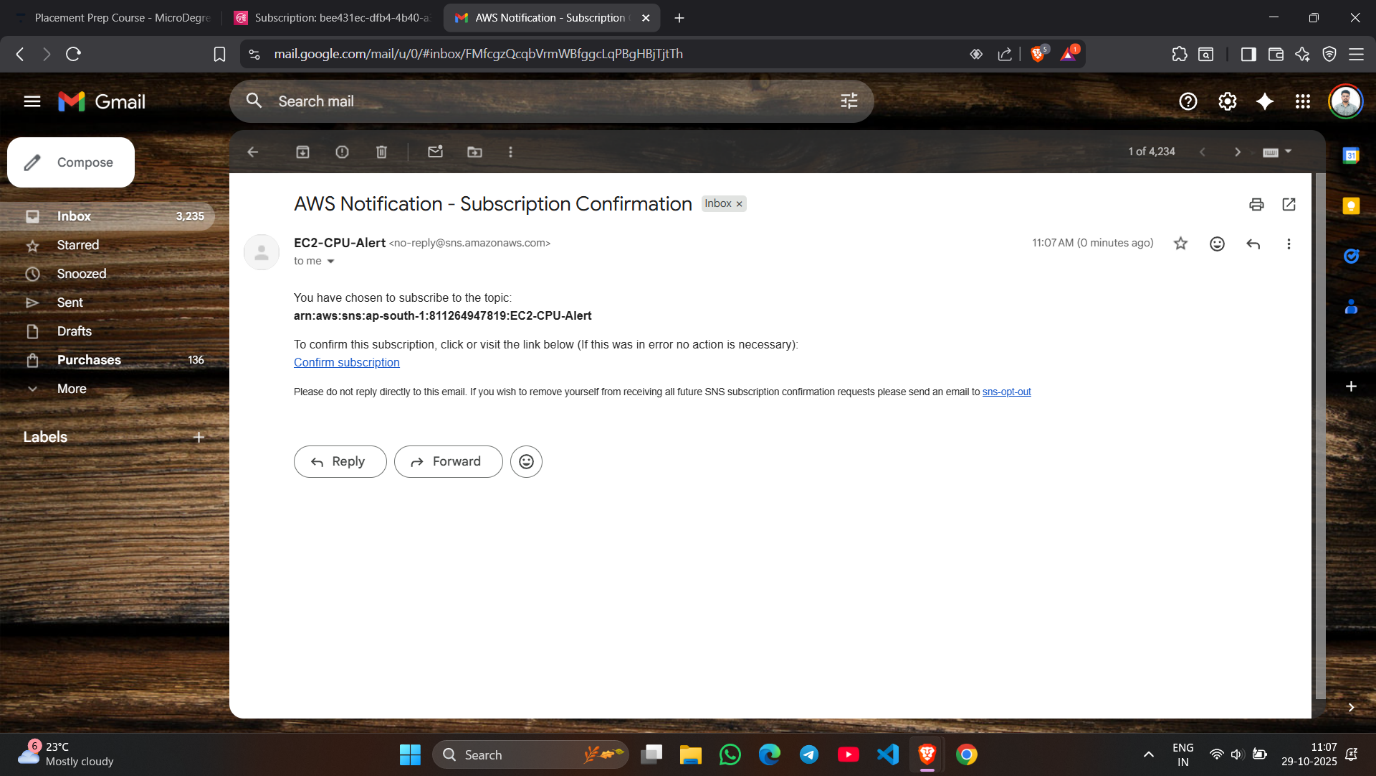 Placement Prep Course - MicroDegre
Subscription: bee431ec-dfb4-4b40-a
AWS Notification - Subscription
mail.google.com/mail/u/0/#inbox/FMfcgzQcqbVrmWBfggcLqPBgHBjTjtTh
5
1
Gmail
Search mail
Compose
1 of 4,234
31
AWS Notification - Subscription Confirmation
Inbox ×
Inbox 3,235
Starred
Snoozed
Sent
Drafts
Purchases 136
More
Labels
EC2-CPU-Alert <no-reply@sns.amazonaws.com>
11:07 AM (0 minutes ago)
to me
You have chosen to subscribe to the topic:
arn:aws:sns:ap-south-1:811264947819:EC2-CPU-Alert
To confirm this subscription, click or visit the link below (If this was in error no action is necessary):
Confirm subscription
Please do not reply directly to this email. If you wish to remove yourself from receiving all future SNS subscription confirmation requests please send an email to sns-opt-out
Reply
Forward
6
23°C
Mostly cloudy
Search
ENG
IN
11:07
29-10-2025